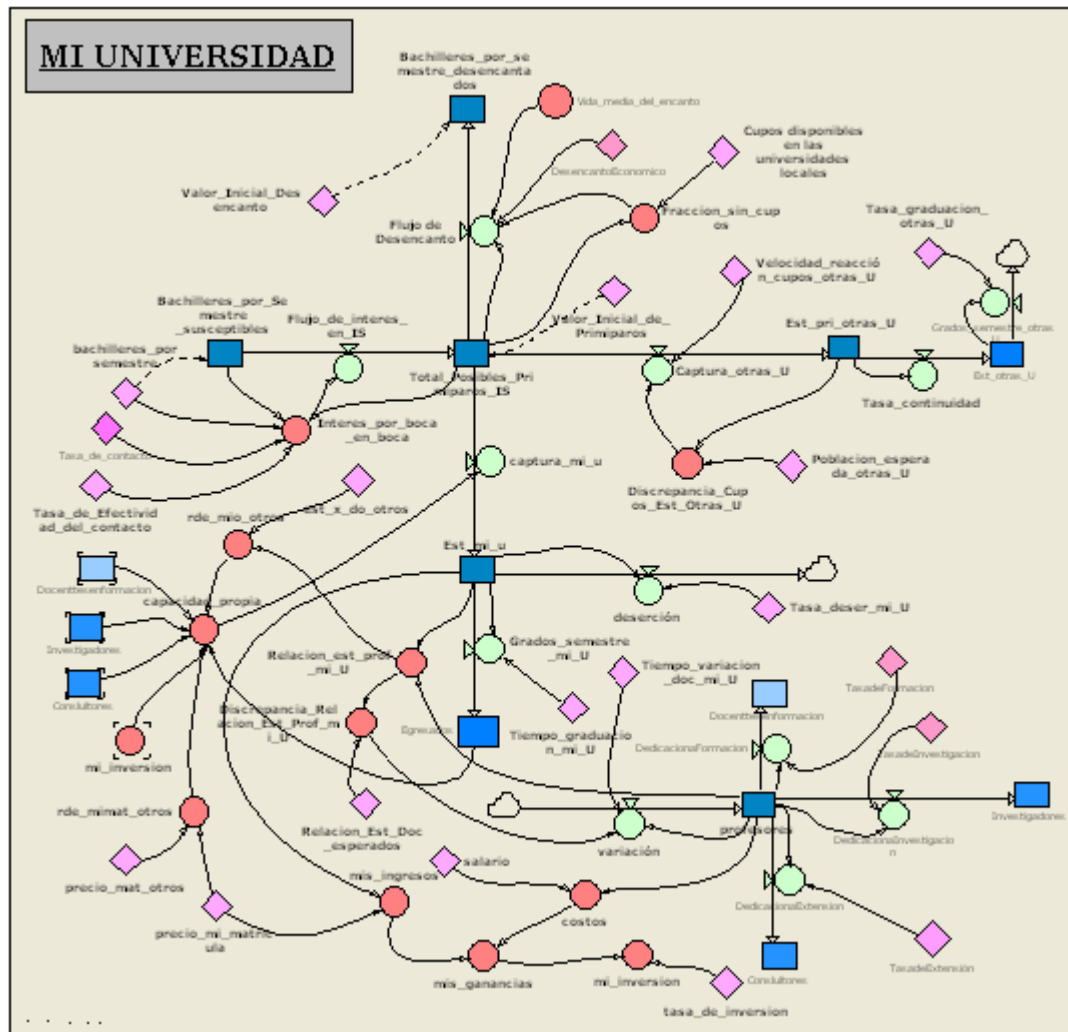 MI UNIVERSIDAD
Bachilleres_por_se
mestre_desencanta
dos
Vida_media_del_encanto
Cupos disponibles
en las
universidades
locales
DesencantoEconomico
Valor_Inicial_Des
encanto
Flujo de
Desencanto
Fraccion_sin_cup
os
Tasa_graduacion_
otras_U
Velocidad_reacció
n_cupos_otras_U
Bachilleres_por_Se
mestre
_susceptibles
Flujo_de_interes_
en_IS
Valor_Inicial_de_
Primiparos
Est_pri_otras_U
Grados_semestre_otras
U
bachilleres_por
semestre
Total_Posibles_Pri
miparos_IS
Captura_otras_U
Est_otras_U
Tasa_continuidad
Interes_por_boca
_en_boca
Tasa_de_contacto
captura_mi_u
Poblacion_espera
da_otras_U
Discrepancia_Cup
os_Est_Otras_U
Tasa_de_Efectivid
ad_del_contacto
rde_mio_otros
est_x_do_otros
Est_mi_u
Docenttesenformacion
capacidad_propia
deserción
Tasa_deser_mi_U
Investigadores
Relacion_est_prof
_mi_U
Grados_semestre
_mi_U
Tiempo_variacion
_doc_mi_U
Consultores
Discrepancia_Rel
acion_Est_Prof_m
i_U
TasadeFormacion
Docenttesenformacion
Egresados
Tiempo_graduacio
n_mi_U
DedicacionaFormacion
TasadeInvestigacion
mi_inversion
rde_mimat_otros
Relacion_Est_Doc
_esperados
variación
profesores
DedicacionaInvestigacio
n
Investigadores
precio_mat_otros
mis_ingresos
salario
costos
DedicacionaExtension
precio_mi_matric
ula
mis_ganancias
mi_inversion
Consultores
TasadeExtension
tasa_de_inversion